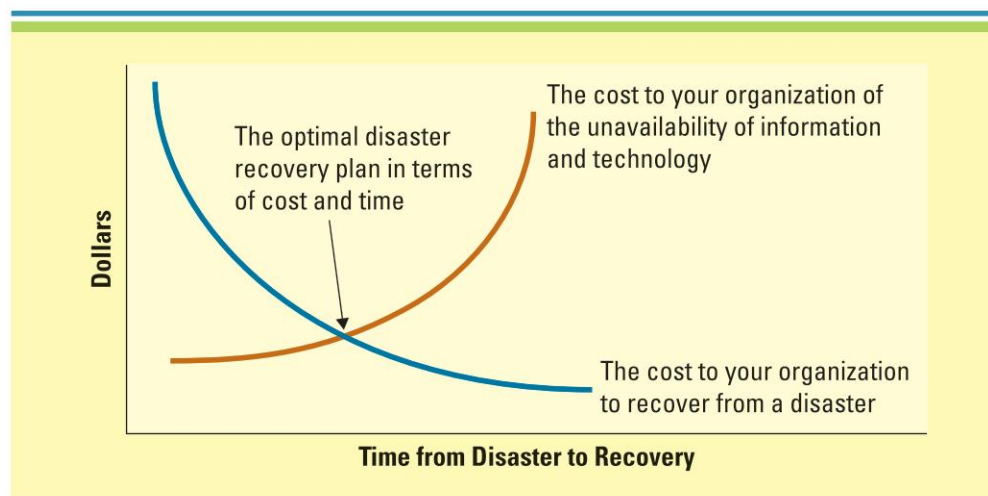 The cost to your organization of
the unavailability of information
and technology
The optimal disaster
recovery plan in terms
of cost and time
Dollars
The cost to your organization
to recover from a disaster
Time from Disaster to Recovery